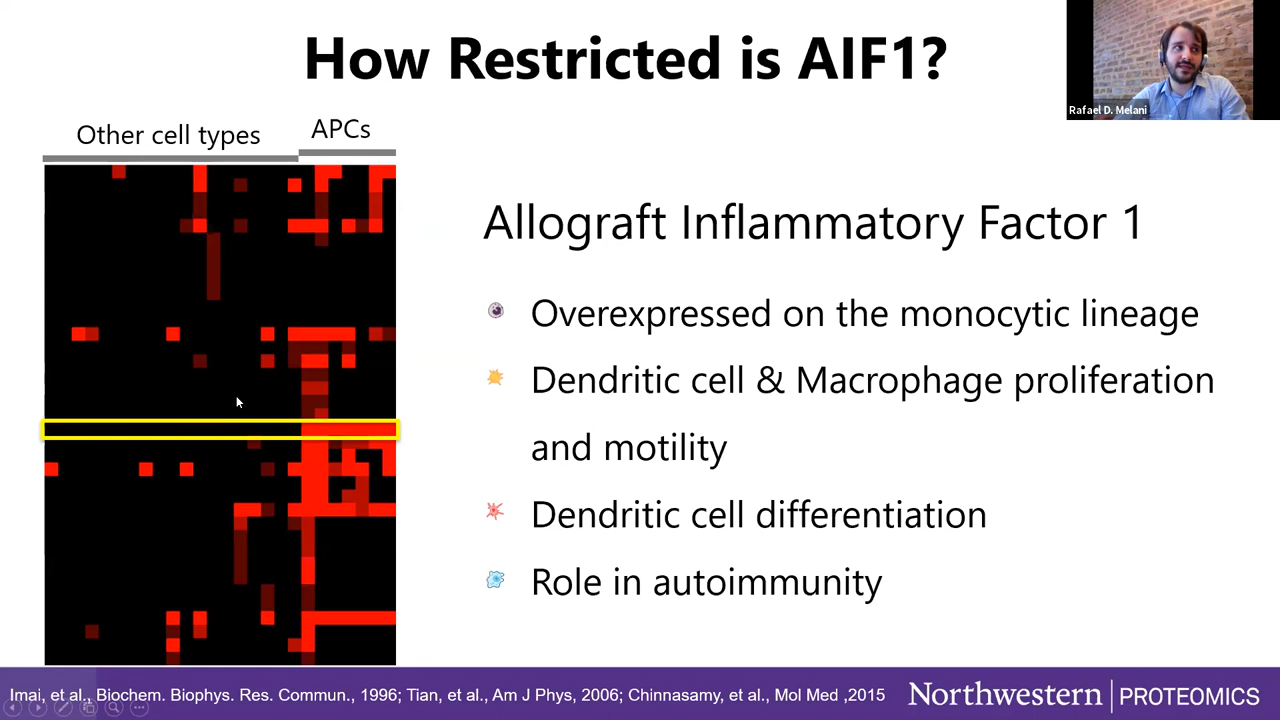 How Restricted is AIF1?
Rafael D. Melani
Other cell types
APCs
Allograft Inflammatory Factor 1
Overexpressed on the monocytic lineage
Dendritic cell & Macrophage proliferation
and motility
Dendritic cell differentiation
Role in autoimmunity
Imai, et al., Biochem. Biophys. Res. Commun., 1996; Tian, et al., Am J Phys, 2006; Chinnasamy, et al., Mol Med ,2015
Northwestern | PROTEOMICS